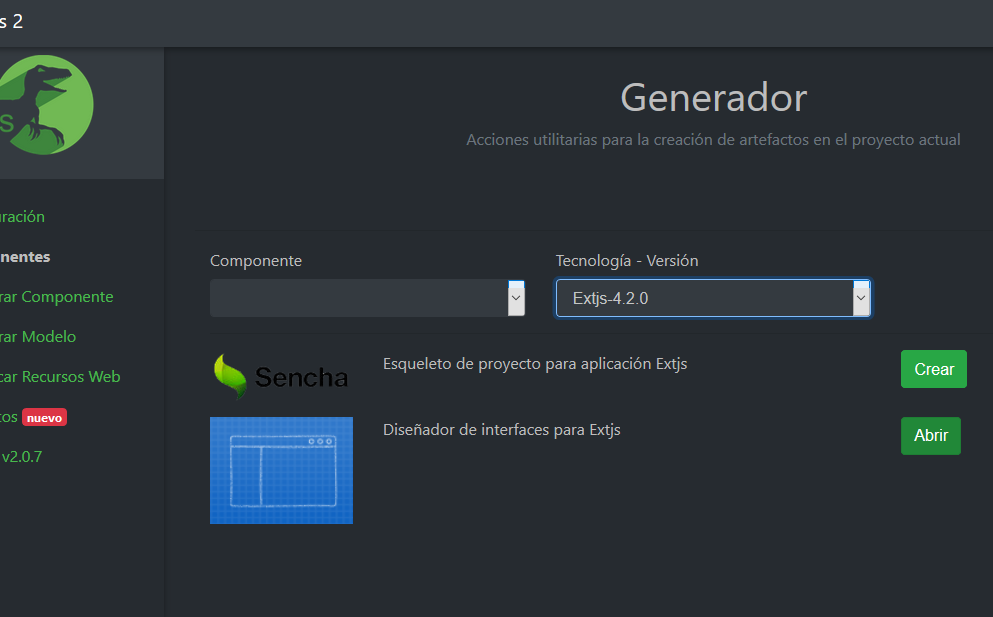 s 2
S
Generador
Acciones utilitarias para la creación de artefactos en el proyecto actual
uración
nentes
rar Componente
rar Modelo
car Recursos Web
tos nuevo
v2.0.7
Componente
Tecnología - Versión
Extjs-4.2.0
Sencha
Esqueleto de proyecto para aplicación Extjs
Crear
Diseñador de interfaces para Extjs
Abrir